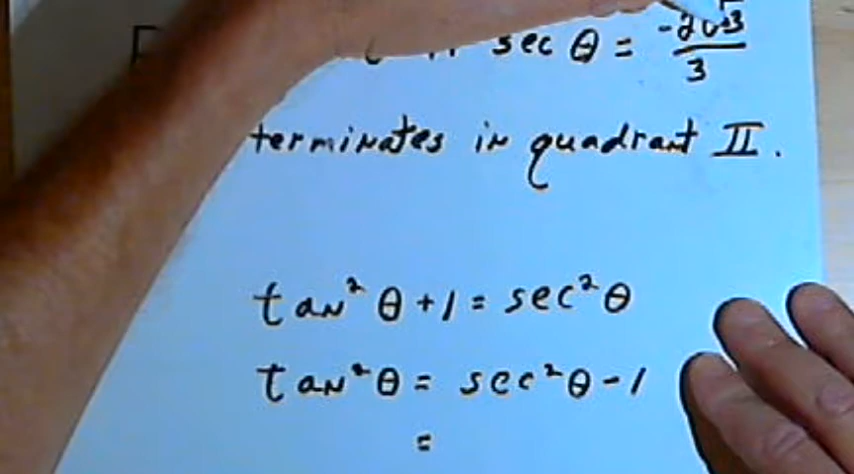 sec θ = -2√3/3
terminates in quadrant II.
tan² θ + 1 = sec² θ
tan² θ = sec² θ - 1
=